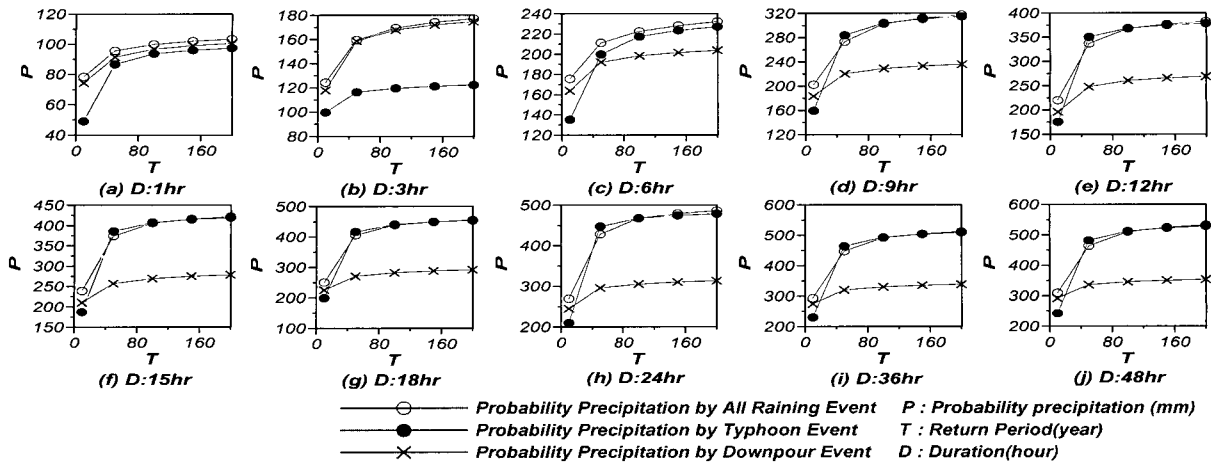 P
120
100
80
60
40
0
80
160
T
(a) D:1hr
P
180
160
140
120
100
80
0
80
160
T
(b) D:3hr
P
240
220
200
180
160
140
120
0
80
160
T
(c) D:6hr
P
320
280
240
200
160
120
0
80
160
T
(d) D:9hr
P
400
350
300
250
200
150
0
80
160
T
(e) D:12hr
P
450
400
350
300
250
200
150
0
80
160
T
(f) D:15hr
P
500
400
300
200
100
0
80
160
T
(g) D:18hr
P
500
400
300
200
0
80
160
T
(h) D:24hr
P
600
500
400
300
200
0
80
160
T
(i) D:36hr
P
600
500
400
300
200
0
80
160
T
(j) D:48hr
Probability Precipitation by All Raining Event P : Probability precipitation (mm)
Probability Precipitation by Typhoon Event T : Return Period(year)
Probability Precipitation by Downpour Event D : Duration(hour)